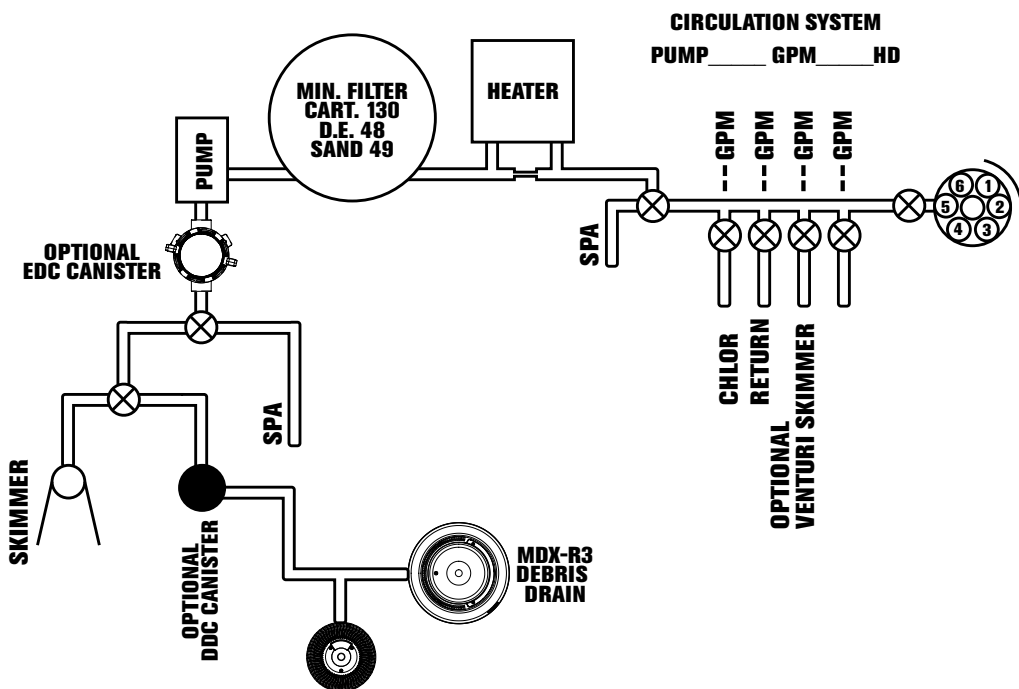 CIRCULATION SYSTEM
PUMP_____ GPM_____HD
MIN. FILTER
CART. 130
D.E. 48
SAND 49
HEATER
PUMP
GPM
GPM
GPM
GPM
6 1
5 2
4 3
SPA
OPTIONAL
EDC CANISTER
CHLOR
RETURN
OPTIONAL
VENTURI SKIMMER
SPA
SKIMMER
OPTIONAL
DDC CANISTER
MDX-R3
DEBRIS
DRAIN